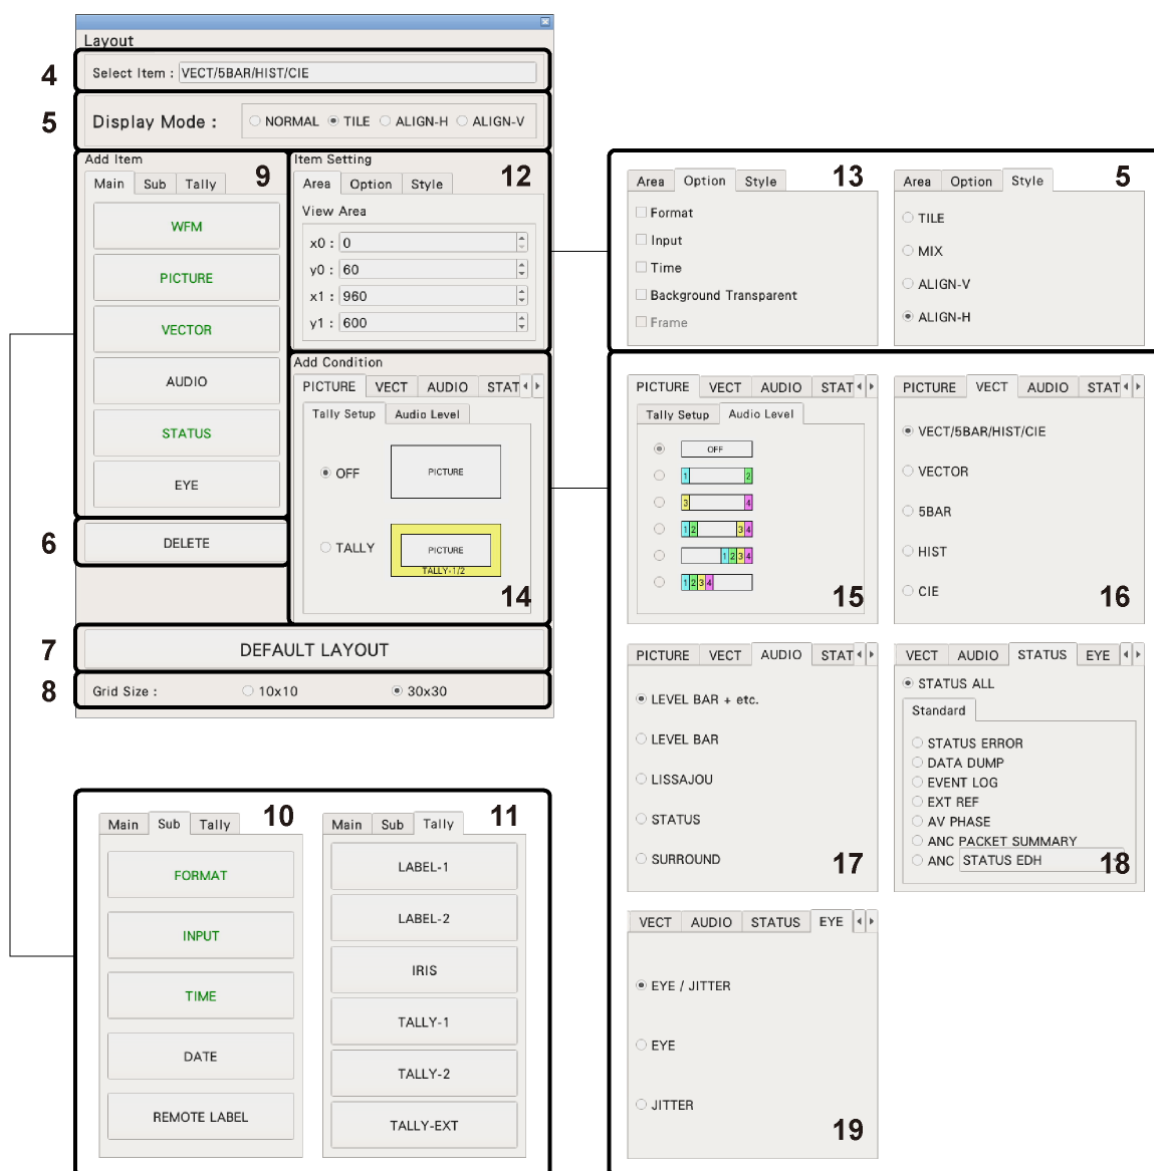 Layout
4
Select Item : VECT/5BAR/HIST/CIE
5
Display Mode : NORMAL TILE ALIGN-H ALIGN-V
Add Item
Main Sub Tally
9
WFM
PICTURE
VECTOR
AUDIO
STATUS
EYE
6
DELETE
Item Setting
Area Option Style
12
View Area
x0 : 0
y0 : 60
x1 : 960
y1 : 600
Add Condition
PICTURE VECT AUDIO STAT
Tally Setup Audio Level
OFF
PICTURE
TALLY
PICTURE
TALLY-1/2
14
7
DEFAULT LAYOUT
8
Grid Size : 10x10 30x30
Area Option Style
13
Format
Input
Time
Background Transparent
Frame
Area Option Style
5
TILE
MIX
ALIGN-V
ALIGN-H
PICTURE VECT AUDIO STAT
Tally Setup Audio Level
OFF
1 2
3 4
1 2 3 4
1 2 3 4
1 2 3 4
15
PICTURE VECT AUDIO STAT
VECT/5BAR/HIST/CIE
VECTOR
5BAR
HIST
CIE
16
PICTURE VECT AUDIO STAT
LEVEL BAR + etc.
LEVEL BAR
LISSAJOU
STATUS
SURROUND
17
VECT AUDIO STATUS EYE
STATUS ALL
Standard
STATUS ERROR
DATA DUMP
EVENT LOG
EXT REF
AV PHASE
ANC PACKET SUMMARY
ANC STATUS EDH
18
VECT AUDIO STATUS EYE
EYE / JITTER
EYE
JITTER
19
Main Sub Tally
10
FORMAT
INPUT
TIME
DATE
REMOTE LABEL
Main Sub Tally
11
LABEL-1
LABEL-2
IRIS
TALLY-1
TALLY-2
TALLY-EXT